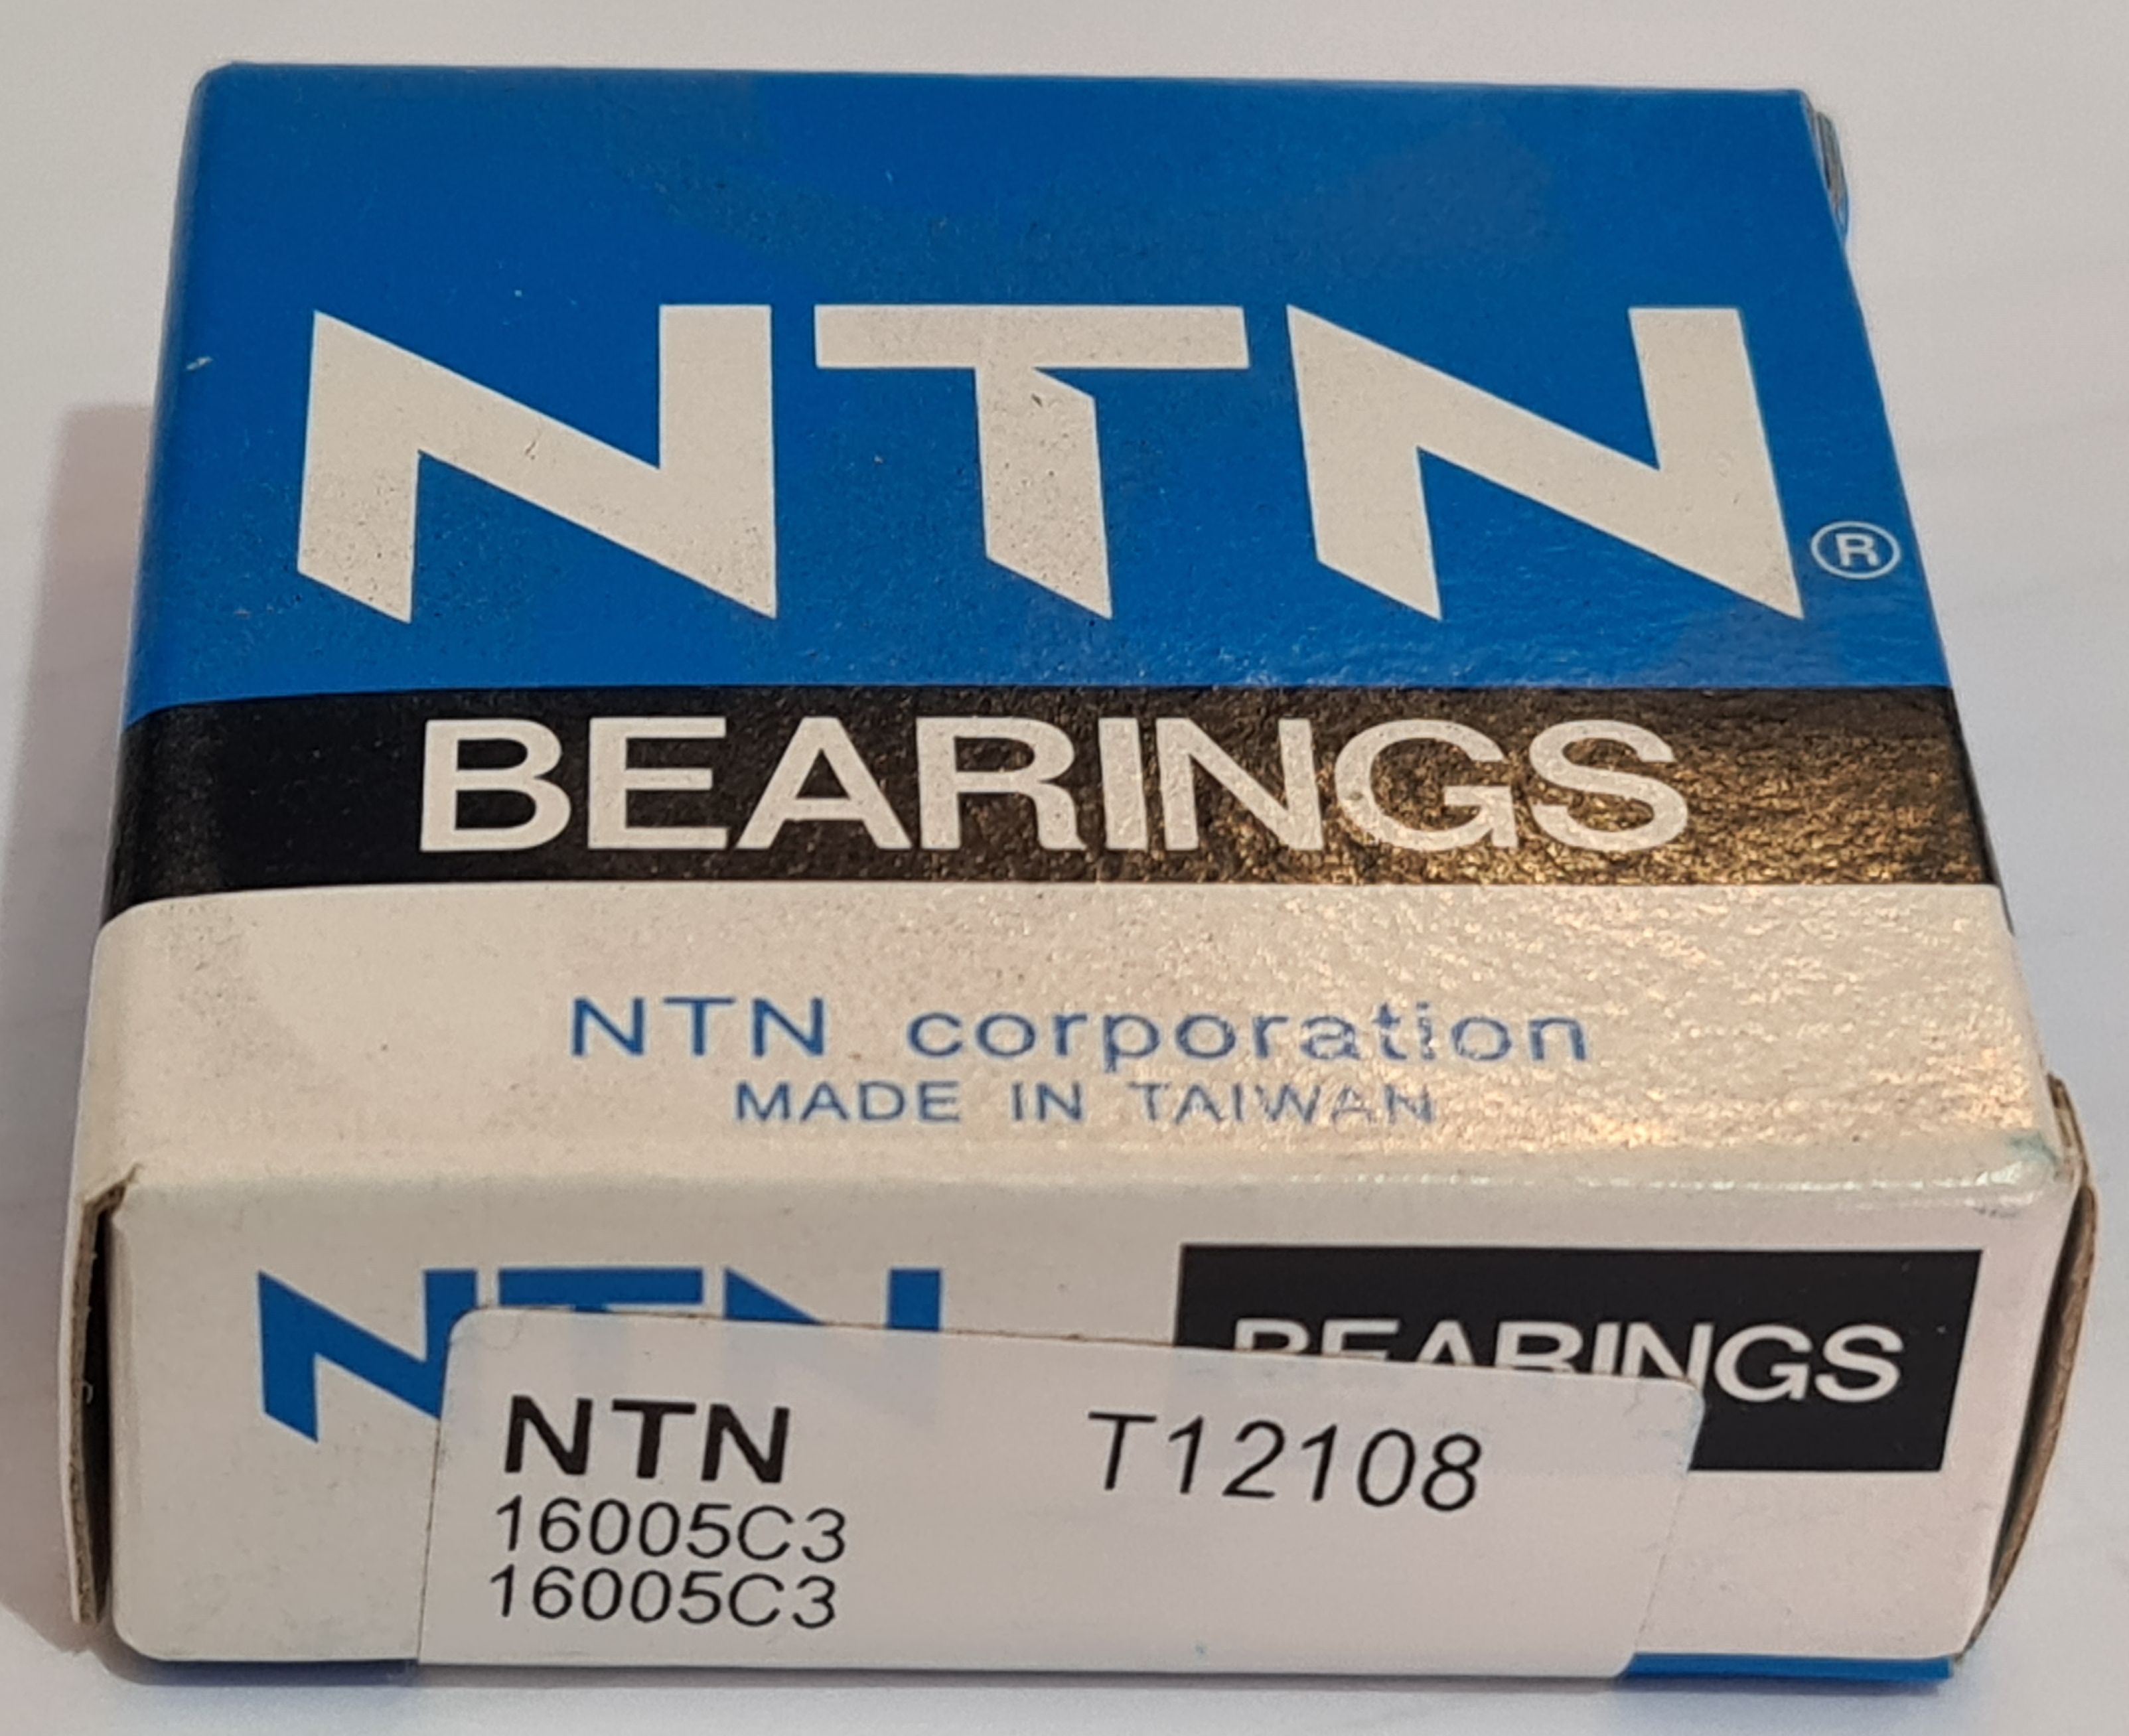 NTN®
BEARINGS
NTN corporation
MADE IN TAIWAN
NTN BEARINGS
NTN T12108
16005C3
16005C3